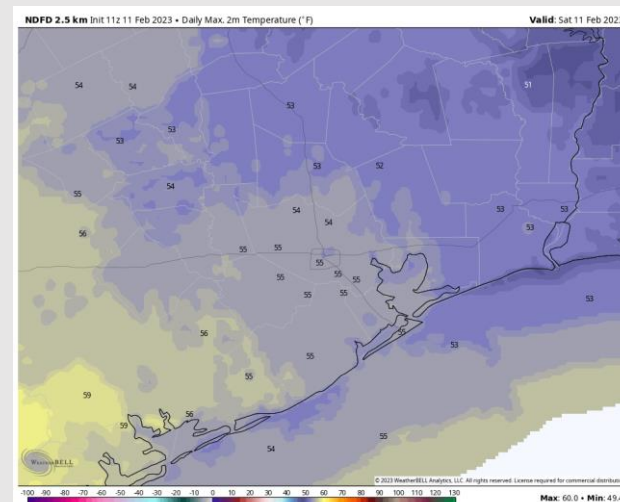 NDFD 2.5 km Init 11z 11 Feb 2023 • Daily Max. 2m Temperature (°F)
Valid: Sat 11 Feb 2023
54 54 51
53
53 53
53 52
54
55 53 53
54
54 53
56
55 55
55
55 55 55
55 55
53
56 55
53
55
55
59
56
59
55
54
WEATHERBELL
© 2023 WeatherBELL Analytics, LLC. All rights reserved. License required for commercial distribut
-100 -90 -80 -70 -60 -50 -40 -30 -20 -10 0 10 20 30 40 50 60 70 80 90 100 110 120 130
Max: 60.0 • Min: 49.4